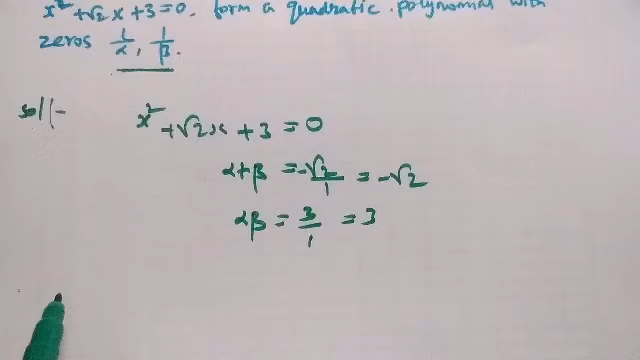 x² + √2 x + 3 = 0. form a quadratic polynomial with
zeros 1/α, 1/β.
sol:-
x² + √2x + 3 = 0
α+β = -√2/1 = -√2
αβ = 3/1 = 3